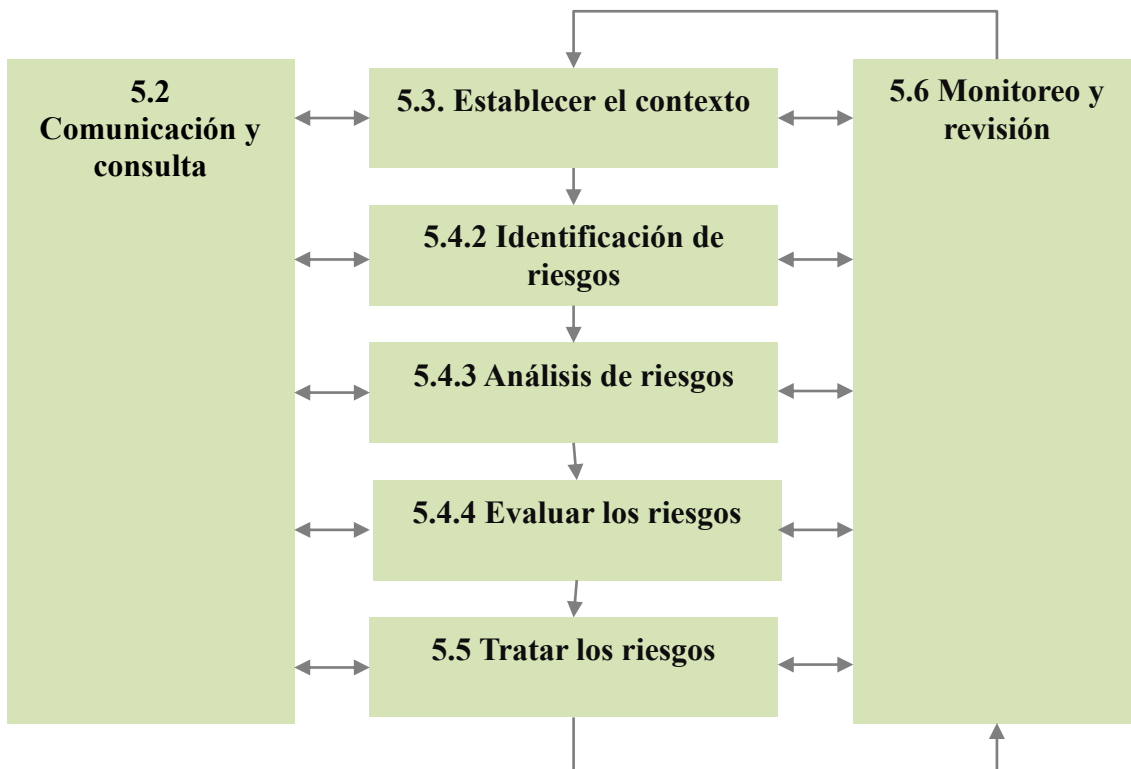 5.2
Comunicación y
consulta
5.3. Establecer el contexto
5.4.2 Identificación de
riesgos
5.4.3 Análisis de riesgos
5.4.4 Evaluar los riesgos
5.5 Tratar los riesgos
5.6 Monitoreo y
revisión